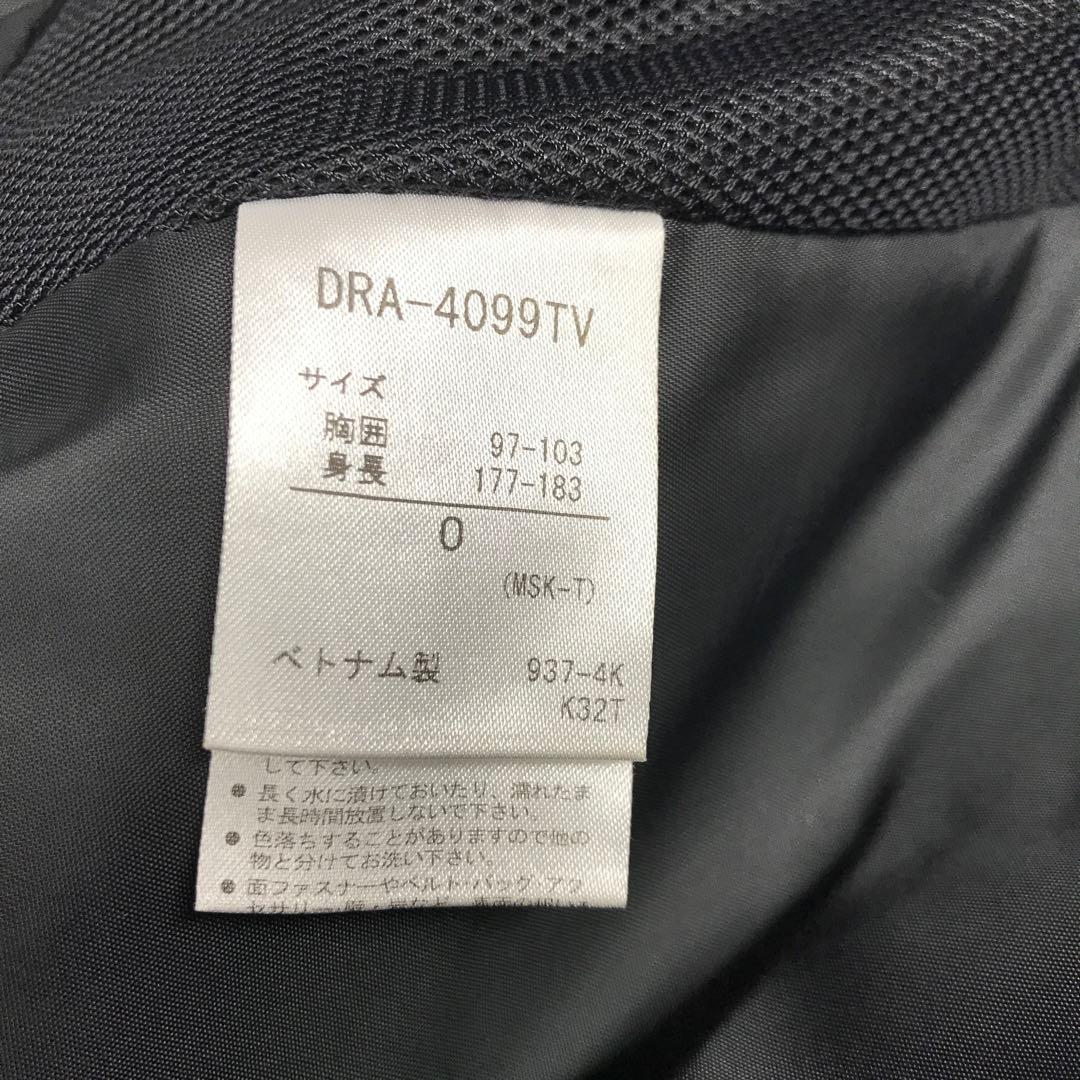 DRA-4099TV
サイズ
胸囲 97-103
身長 177-183
O
(MSK-T)
ベトナム製 937-4K
K32T
して下さい。
● 長く水に漬けておいたり、濡れたま
ま長時間放置しないで下さい。
● 色落ちすることがありますので他の
物と分けてお洗い下さい。
● 面ファスナーやベルト・バッグ・アク
セサリー